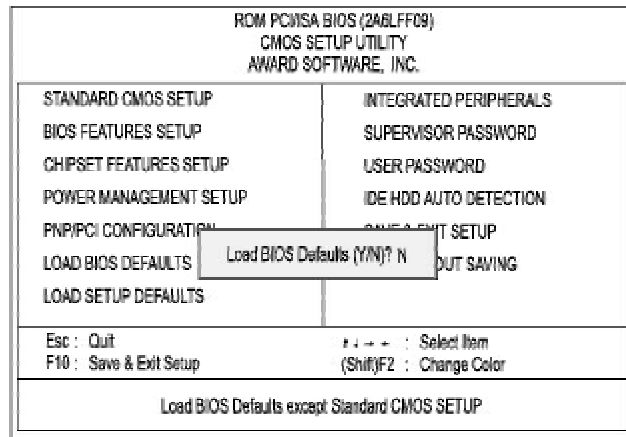 ROM PCI/ISA BIOS (2A6LFF09)
CMOS SETUP UTILITY
AWARD SOFTWARE, INC.
STANDARD CMOS SETUP
BIOS FEATURES SETUP
CHIPSET FEATURES SETUP
POWER MANAGEMENT SETUP
PNP/PCI CONFIGURATION
LOAD BIOS DEFAULTS
LOAD SETUP DEFAULTS
INTEGRATED PERIPHERALS
SUPERVISOR PASSWORD
USER PASSWORD
IDE HDD AUTO DETECTION
SAVE & EXIT SETUP
OUT SAVING
Load BIOS Defaults (Y/N)? N
Esc : Quit
F10 : Save & Exit Setup
↑ ↓ → ← : Select Item
(Shift)F2 : Change Color
Load BIOS Defaults except Standard CMOS SETUP